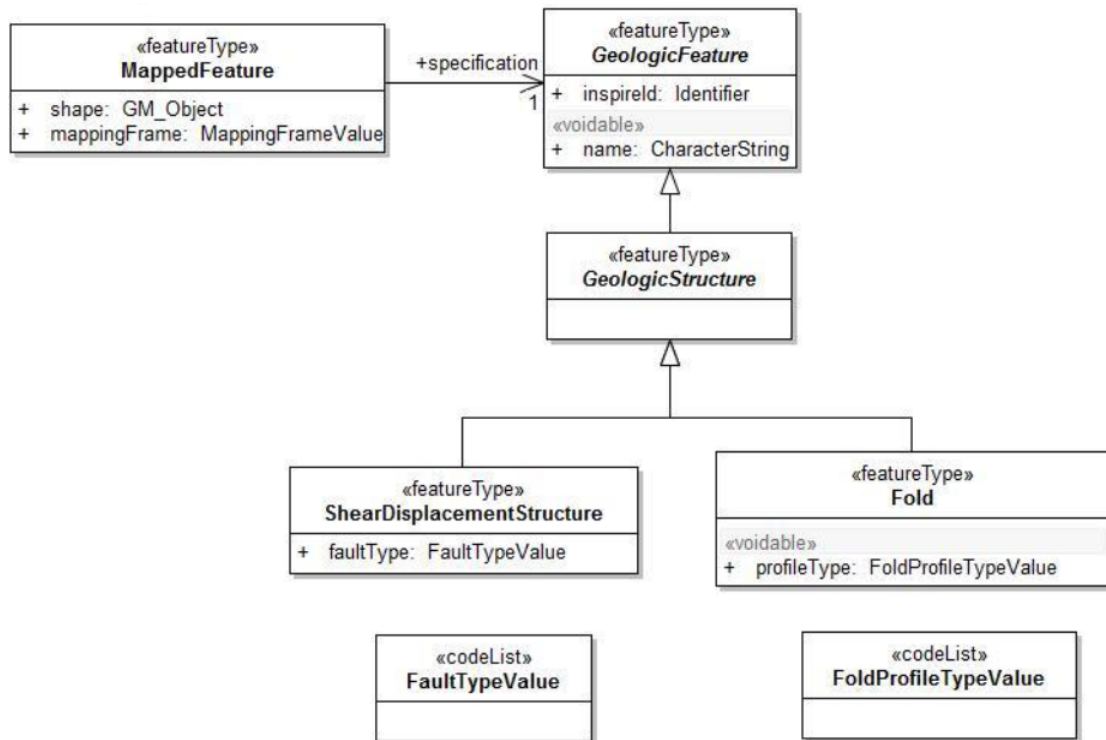 «featureType»
MappedFeature
+ shape: GM_Object
+ mappingFrame: MappingFrameValue
+specification
1
«featureType»
GeologicFeature
+ inspireId: Identifier
«voidable»
+ name: CharacterString
«featureType»
GeologicStructure
«featureType»
ShearDisplacementStructure
+ faultType: FaultTypeValue
«featureType»
Fold
«voidable»
+ profileType: FoldProfileTypeValue
«codeList»
FaultTypeValue
«codeList»
FoldProfileTypeValue